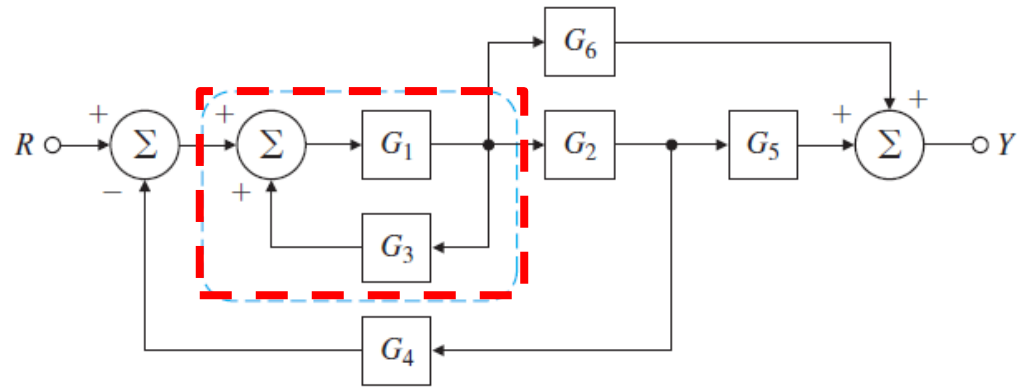 G₆
+
+ + +
R Σ Σ G₁ G₂ G₅ Σ Y
− +
G₃
G₄